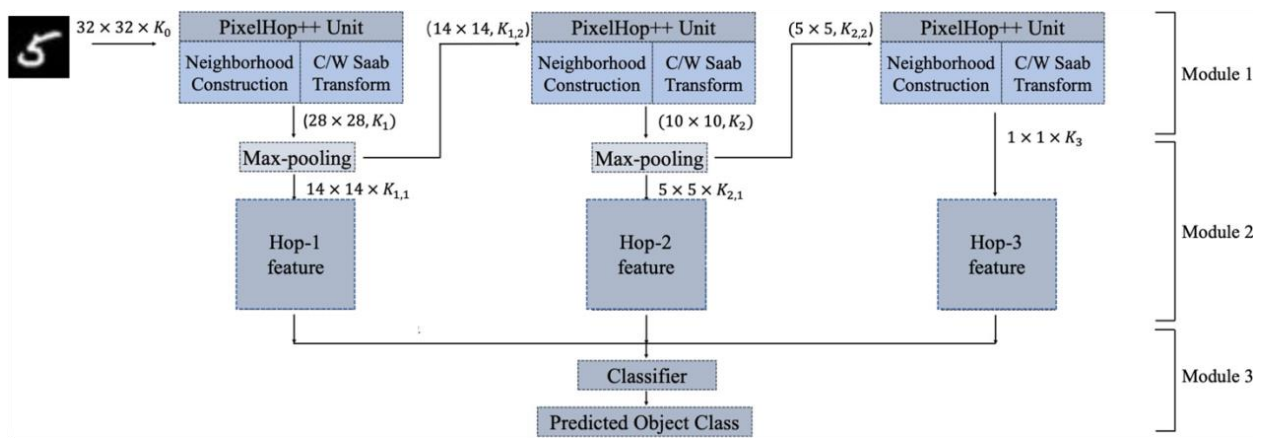 32 × 32 × K₀
PixelHop++ Unit
Neighborhood
Construction
C/W Saab
Transform
(28 × 28, K₁)
Max-pooling
(14 × 14, K₁,₂)
14 × 14 × K₁,₁
Hop-1
feature
PixelHop++ Unit
Neighborhood
Construction
C/W Saab
Transform
(10 × 10, K₂)
Max-pooling
(5 × 5, K₂,₂)
5 × 5 × K₂,₁
Hop-2
feature
PixelHop++ Unit
Neighborhood
Construction
C/W Saab
Transform
1 × 1 × K₃
Hop-3
feature
Classifier
Predicted Object Class
Module 1
Module 2
Module 3
5